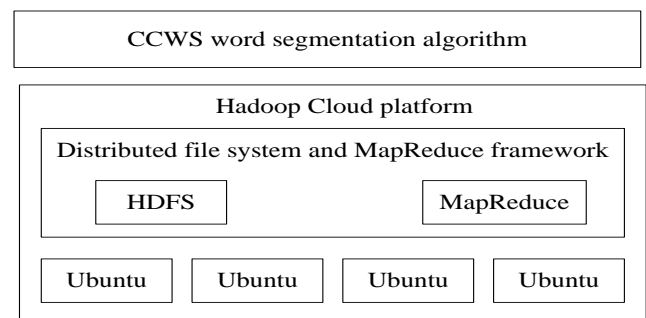 CCWS word segmentation algorithm
Hadoop Cloud platform
Distributed file system and MapReduce framework
HDFS MapReduce
Ubuntu Ubuntu Ubuntu Ubuntu